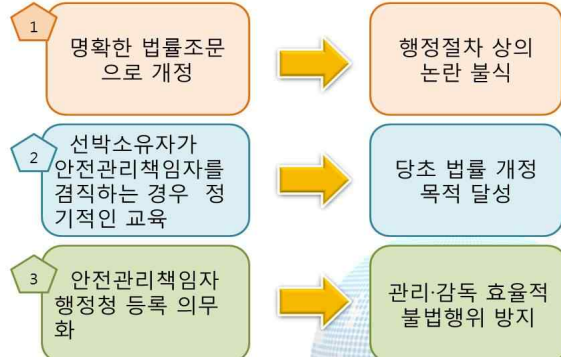 1
명확한 법률조문
으로 개정
행정절차 상의
논란 불식
2
선박소유자가
안전관리책임자를
겸직하는 경우 정
기적인 교육
당초 법률 개정
목적 달성
3
안전관리책임자
행정청 등록 의무
화
관리·감독 효율적
불법행위 방지